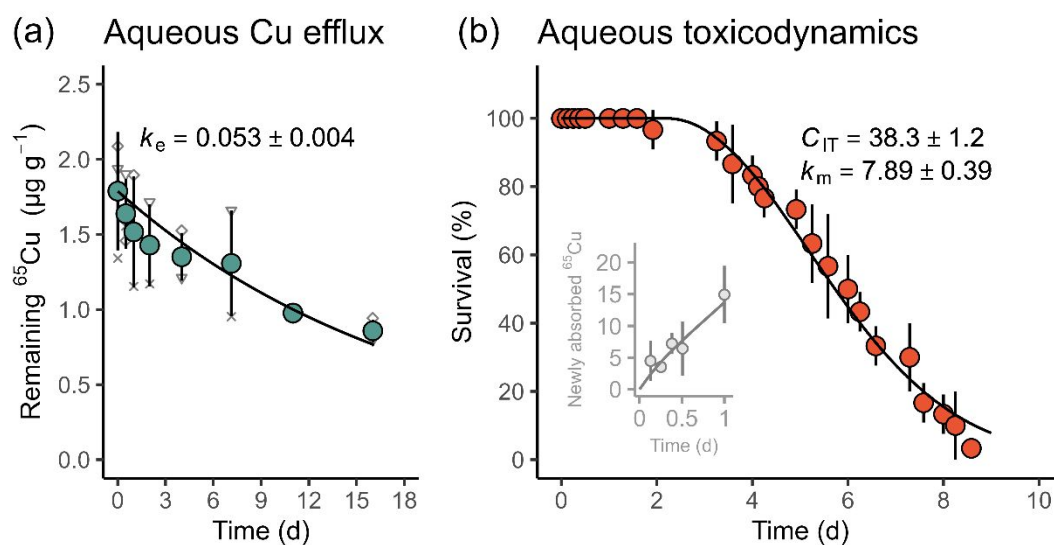 (a) Aqueous Cu efflux
2.5
2.0
1.5
1.0
0.5
0.0
Remaining ⁶⁵Cu (µg g⁻¹)
kₑ = 0.053 ± 0.004
0 3 6 9 12 15 18
Time (d)
(b) Aqueous toxicodynamics
100
80
60
40
20
0
Survival (%)
C_IT = 38.3 ± 1.2
kₘ = 7.89 ± 0.39
20
15
10
5
0
Newly absorbed ⁶⁵Cu
0 0.5 1
Time (d)
0 2 4 6 8 10
Time (d)